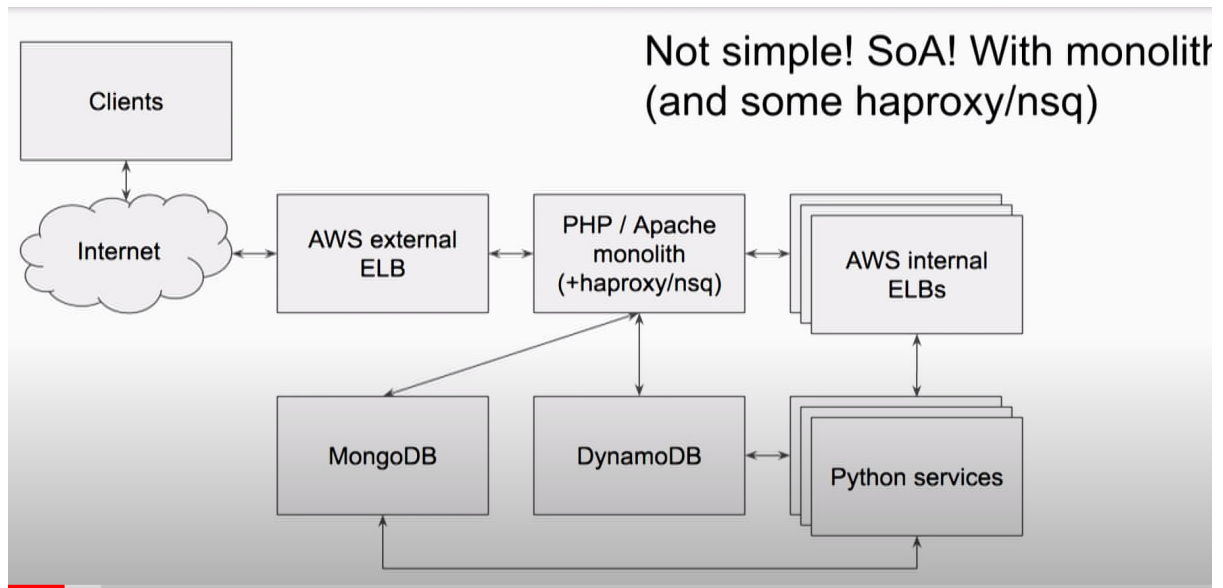 Not simple! SoA! With monolith
(and some haproxy/nsq)
Clients
Internet
AWS external
ELB
PHP / Apache
monolith
(+haproxy/nsq)
AWS internal
ELBs
MongoDB
DynamoDB
Python services